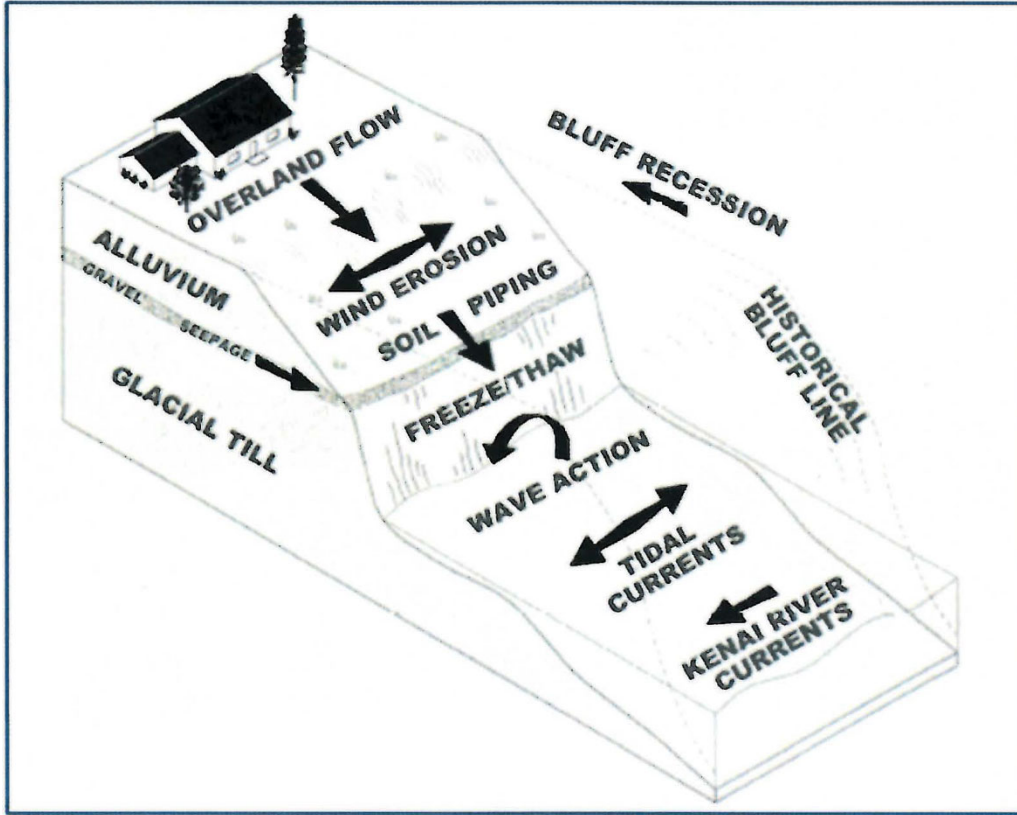 OVERLAND FLOW
BLUFF RECESSION
ALLUVIUM
GRAVEL SEEPAGE
WIND EROSION
SOIL PIPING
HISTORICAL
BLUFF LINE
GLACIAL TILL
FREEZE/THAW
WAVE ACTION
TIDAL
CURRENTS
KENAI RIVER
CURRENTS